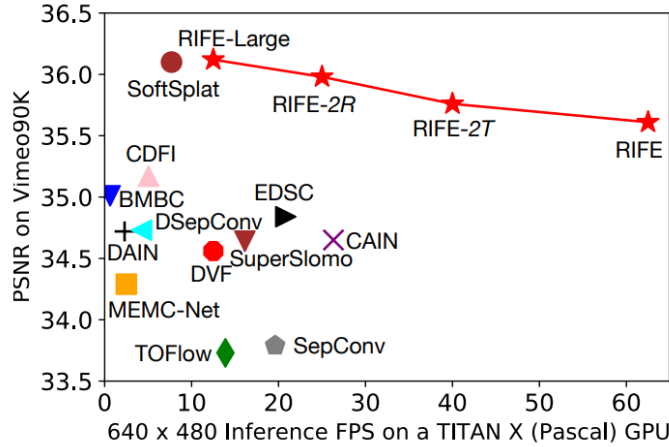 36.5
36.0
35.5
35.0
34.5
34.0
33.5
PSNR on Vimeo90K
RIFE-Large
SoftSplat
RIFE-2R
RIFE-2T
RIFE
CDFI
BMBC
EDSC
DSepConv
DAIN
CAIN
SuperSlomo
DVF
MEMC-Net
TOFlow
SepConv
0 10 20 30 40 50 60
640 x 480 Inference FPS on a TITAN X (Pascal) GPU